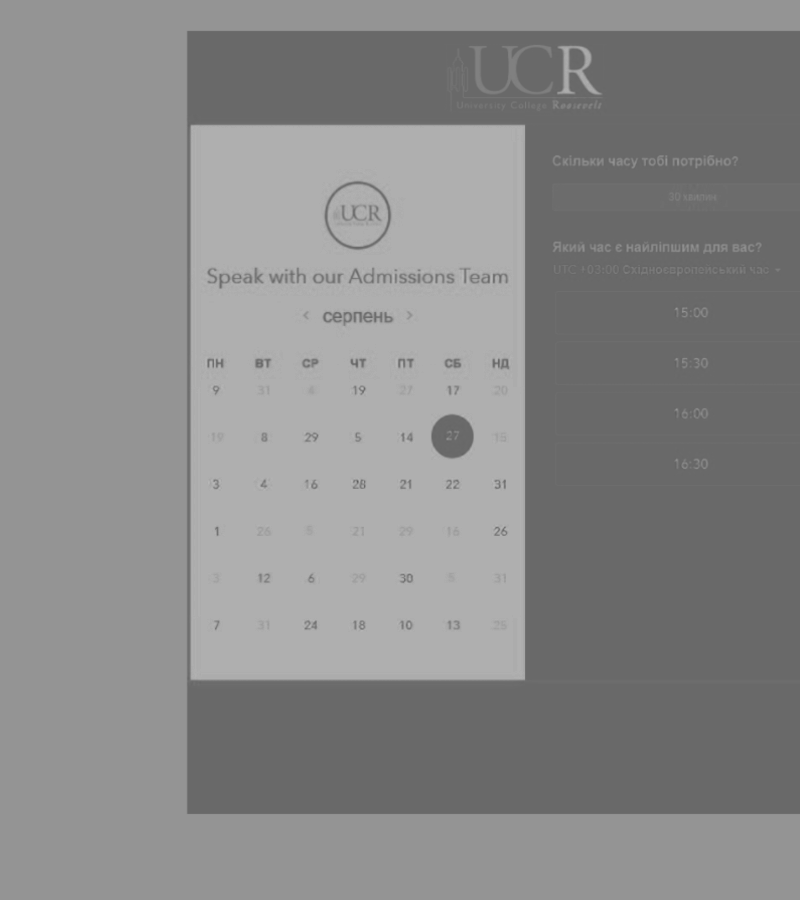 UCR
University College Roosevelt
UCR
Speak with our Admissions Team
< серпень >
ПН ВТ СР ЧТ ПТ СБ НД
9 31 4 19 27 17 20
19 8 29 5 14 27 15
3 4 16 28 21 22 31
1 26 5 21 29 16 26
3 12 6 29 30 5 31
7 31 24 18 10 13 25
Скільки часу тобі потрібно?
30 минен
Який час є найліпшим для вас?
UTC +03:00 Східноєвропейський час
15:00
15:30
16:00
16:30